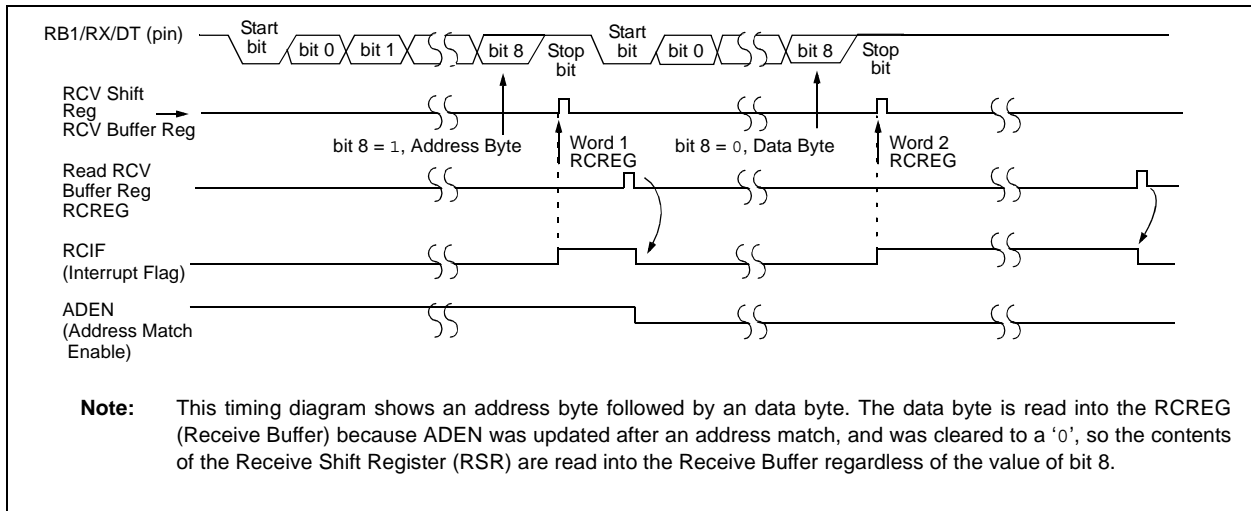 RB1/RX/DT (pin)
Start
bit
bit 0
bit 1
bit 8
Stop
bit
Start
bit
bit 0
bit 8
Stop
bit
RCV Shift
Reg
RCV Buffer Reg
bit 8 = 1, Address Byte
Word 1
RCREG
bit 8 = 0, Data Byte
Word 2
RCREG
Read RCV
Buffer Reg
RCREG
RCIF
(Interrupt Flag)
ADEN
(Address Match
Enable)
Note: This timing diagram shows an address byte followed by an data byte. The data byte is read into the RCREG
(Receive Buffer) because ADEN was updated after an address match, and was cleared to a ‘0’, so the contents
of the Receive Shift Register (RSR) are read into the Receive Buffer regardless of the value of bit 8.